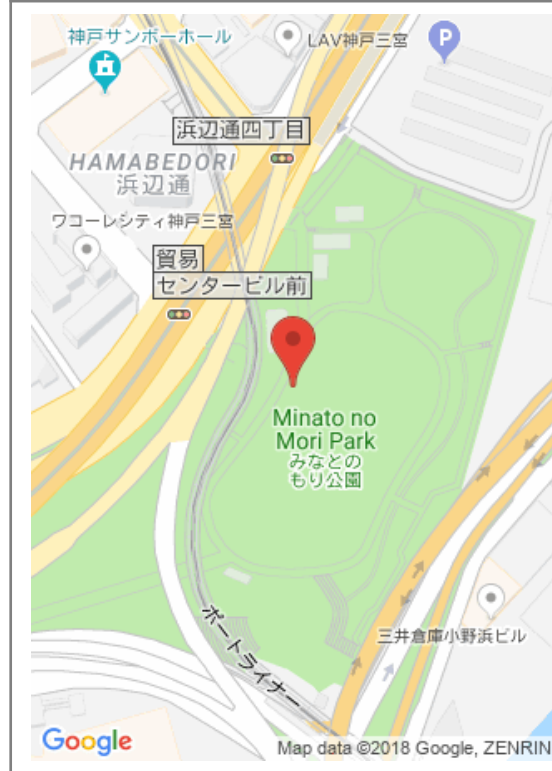 神戸サンボーホール
LAV神戸三宮
P
浜辺通四丁目
HAMABEDORI
浜辺通
ワコーレシティ神戸三宮
貿易
センタービル前
Minato no
Mori Park
みなとの
もり公園
三井倉庫小野浜ビル
ポートライナー
Google
Map data ©2018 Google, ZENRIN